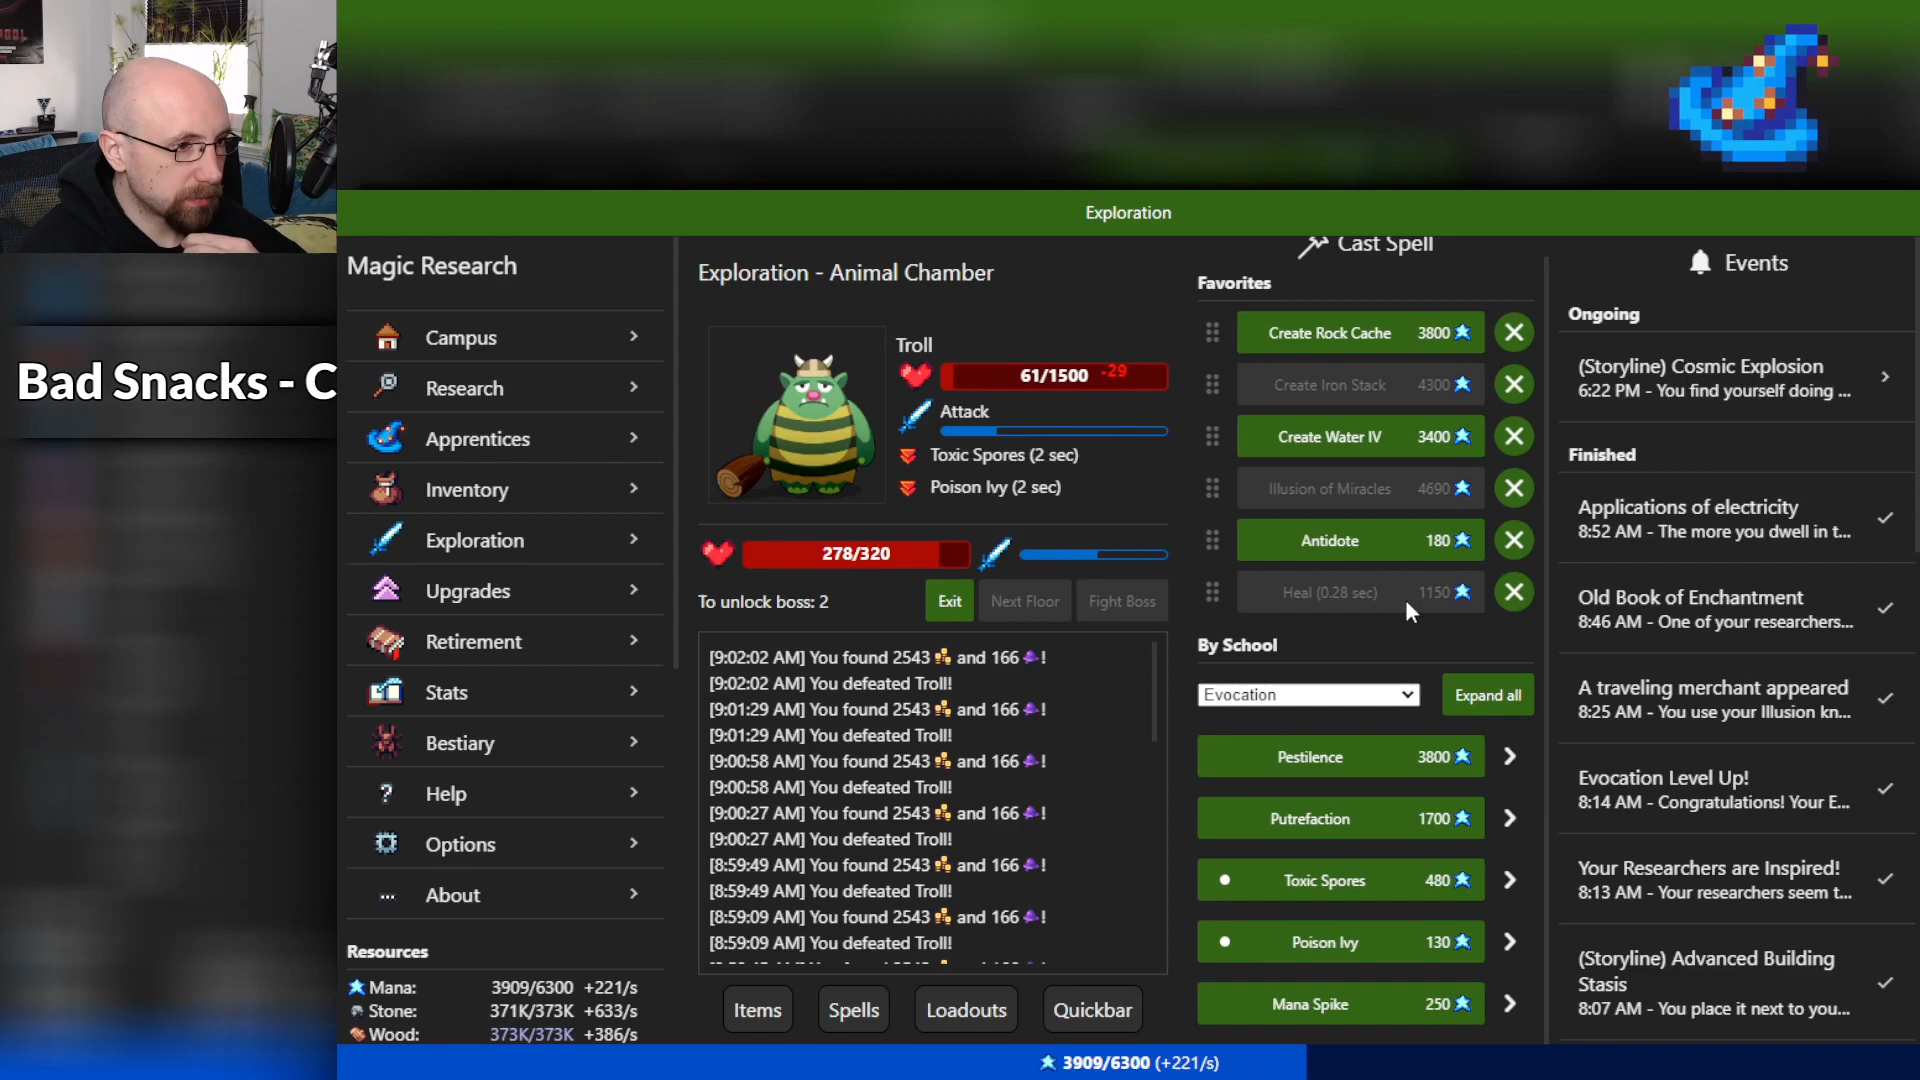 Exploration
Bad Snacks - C
Magic Research
Campus
Research
Apprentices
Inventory
Exploration
Upgrades
Retirement
Stats
Bestiary
Help
Options
About
Resources
Mana: 3909/6300 +221/s
Stone: 371K/373K +633/s
Wood: 373K/373K +386/s
Exploration - Animal Chamber
Troll
61/1500 -29
Attack
Toxic Spores (2 sec)
Poison Ivy (2 sec)
278/320
To unlock boss: 2
Exit
Next Floor
Fight Boss
[9:02:02 AM] You found 2543 and 166 !
[9:02:02 AM] You defeated Troll!
[9:01:29 AM] You found 2543 and 166 !
[9:01:29 AM] You defeated Troll!
[9:00:58 AM] You found 2543 and 166 !
[9:00:58 AM] You defeated Troll!
[9:00:27 AM] You found 2543 and 166 !
[9:00:27 AM] You defeated Troll!
[8:59:49 AM] You found 2543 and 166 !
[8:59:49 AM] You defeated Troll!
[8:59:09 AM] You found 2543 and 166 !
[8:59:09 AM] You defeated Troll!
Items
Spells
Loadouts
Quickbar
Cast Spell
Favorites
Create Rock Cache 3800
Create Iron Stack 4300
Create Water IV 3400
Illusion of Miracles 4690
Antidote 180
Heal (0.28 sec) 1150
By School
Evocation
Expand all
Pestilence 3800
Putrefaction 1700
Toxic Spores 480
Poison Ivy 130
Mana Spike 250
Events
Ongoing
(Storyline) Cosmic Explosion
6:22 PM - You find yourself doing ...
Finished
Applications of electricity
8:52 AM - The more you dwell in t...
Old Book of Enchantment
8:46 AM - One of your researchers...
A traveling merchant appeared
8:25 AM - You use your Illusion kn...
Evocation Level Up!
8:14 AM - Congratulations! Your E...
Your Researchers are Inspired!
8:13 AM - Your researchers seem t...
(Storyline) Advanced Building
Stasis
8:07 AM - You place it next to you...
3909/6300 (+221/s)